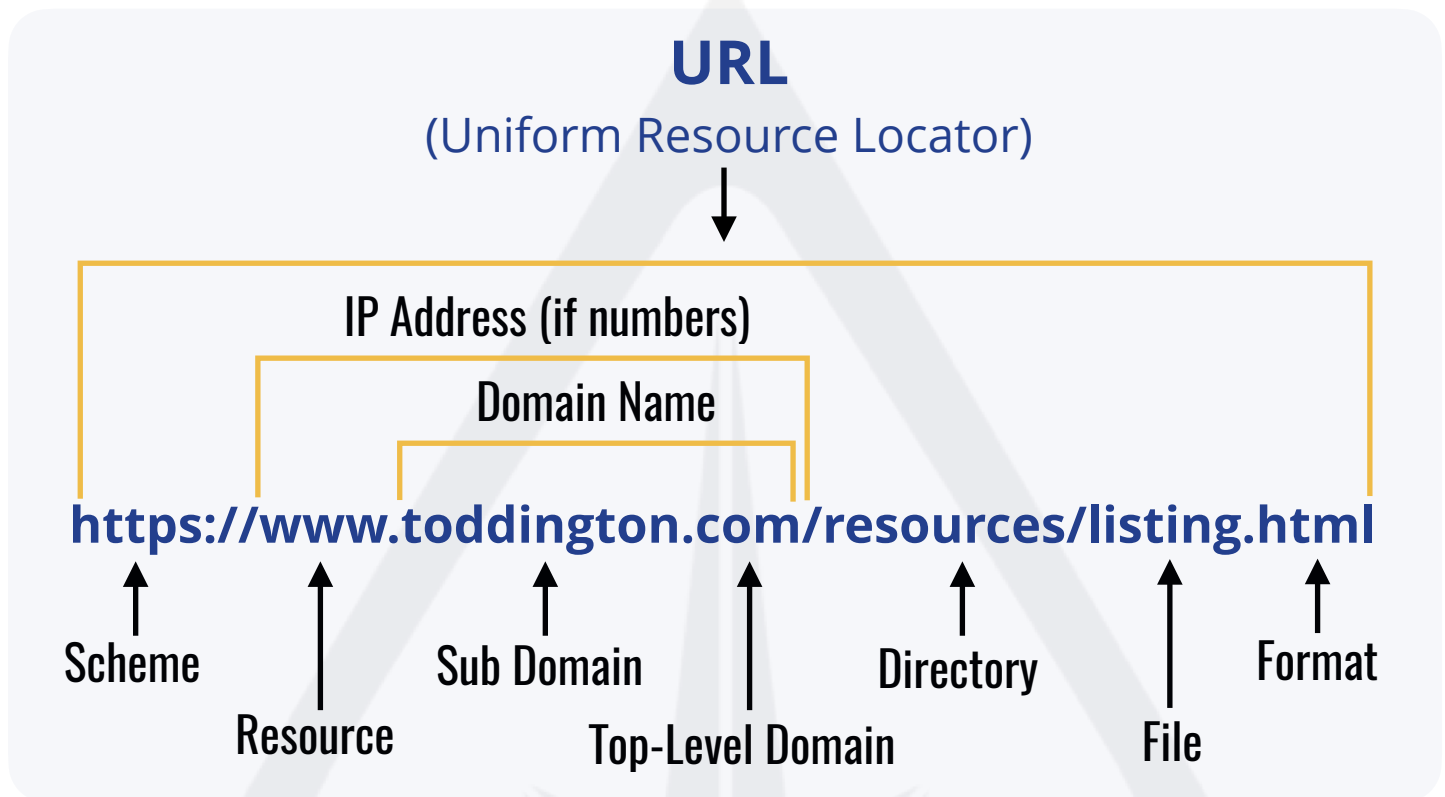 URL
(Uniform Resource Locator)
IP Address (if numbers)
Domain Name
https://www.toddington.com/resources/listing.html
Scheme
Sub Domain
Directory
Format
Resource
Top-Level Domain
File